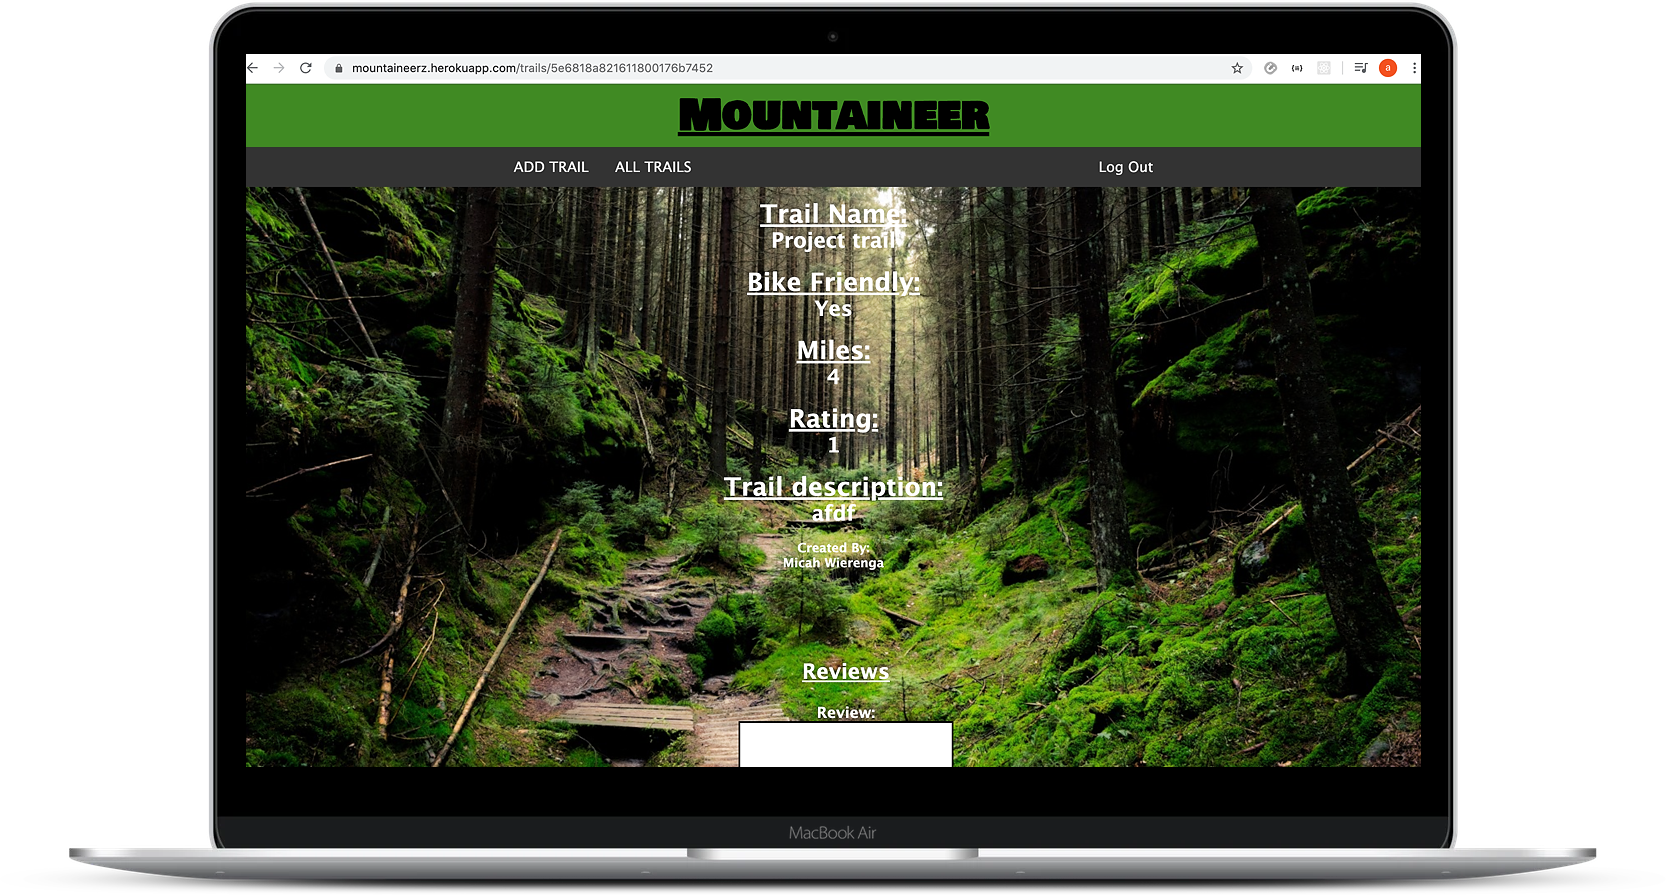 mountaineerz.herokuapp.com/trails/5e6818a821611800176b7452
a
Mountaineer
ADD TRAIL ALL TRAILS Log Out
Trail Name:
Project trail
Bike Friendly:
Yes
Miles:
4
Rating:
1
Trail description:
afdf
Created By:
Micah Wierenga
Reviews
Review:
MacBook Air